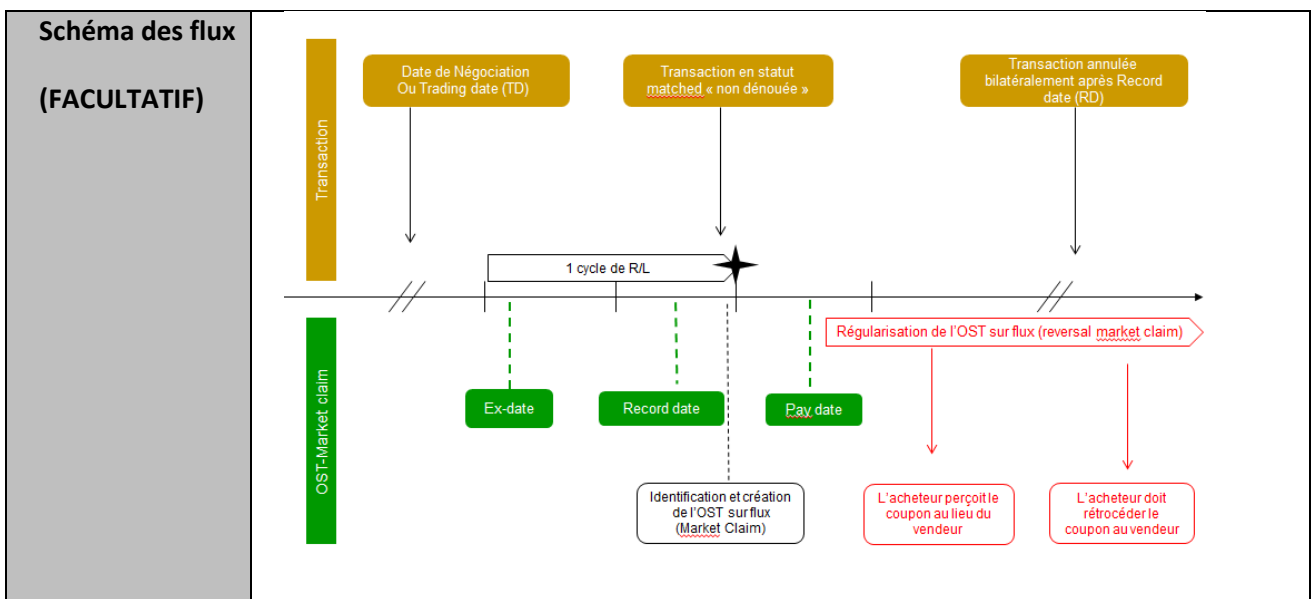 Schéma des flux
(FACULTATIF)
Transaction
Date de Négociation
Ou Trading date (TD)
Transaction en statut
matched « non dénouée »
Transaction annulée
bilatéralement après Record
date (RD)
1 cycle de R/L
OST-Market claim
Régularisation de l'OST sur flux (reversal market claim)
Ex-date
Record date
Pay date
Identification et création
de l'OST sur flux
(Market Claim)
L'acheteur perçoit le
coupon au lieu du
vendeur
L'acheteur doit
rétrocéder le
coupon au vendeur